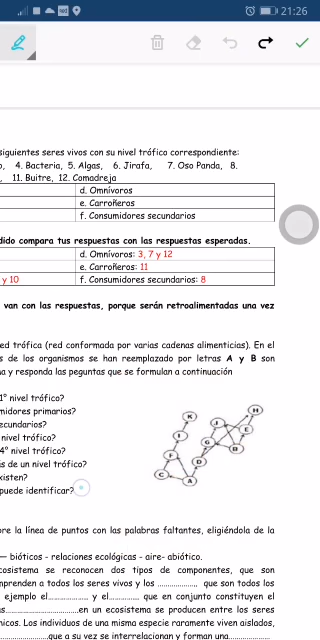 21:26
siguientes seres vivos con su nivel trófico correspondiente:
4. Bacteria, 5. Algas, 6. Jirafa, 7. Oso Panda, 8.
, 11. Buitre, 12. Comadreja
d. Omnívoros
e. Carroñeros
f. Consumidores secundarios
dido compara tus respuestas con las respuestas esperadas.
d. Omnívoros: 3, 7 y 12
e. Carroñeros: 11
y 10 f. Consumidores secundarios: 8
van con las respuestas, porque serán retroalimentadas una vez
ed trófica (red conformada por varias cadenas alimenticias). En el
s de los organismos se han reemplazado por letras A y B son
a y responda las peguntas que se formulan a continuación
1° nivel trófico?
midores primarios?
ecundarios?
nivel trófico?
4° nivel trófico?
s de un nivel trófico?
xisten?
puede identificar?
K
H
J
I
E
G
F
B
D
C
A
re la línea de puntos con las palabras faltantes, eligiéndola de la
— bióticos - relaciones ecológicas - aire- abiótico.
cosistema se reconocen dos tipos de componentes, que son
mprenden a todos los seres vivos y los .................. que son todos los
ejemplo el.................. y el.............. que en conjunto constituyen el
s...................................en un ecosistema se producen entre los seres
nicos. Los individuos de una misma especie raramente viven aislados,
.......................que a su vez se interrelacionan y forman una..................